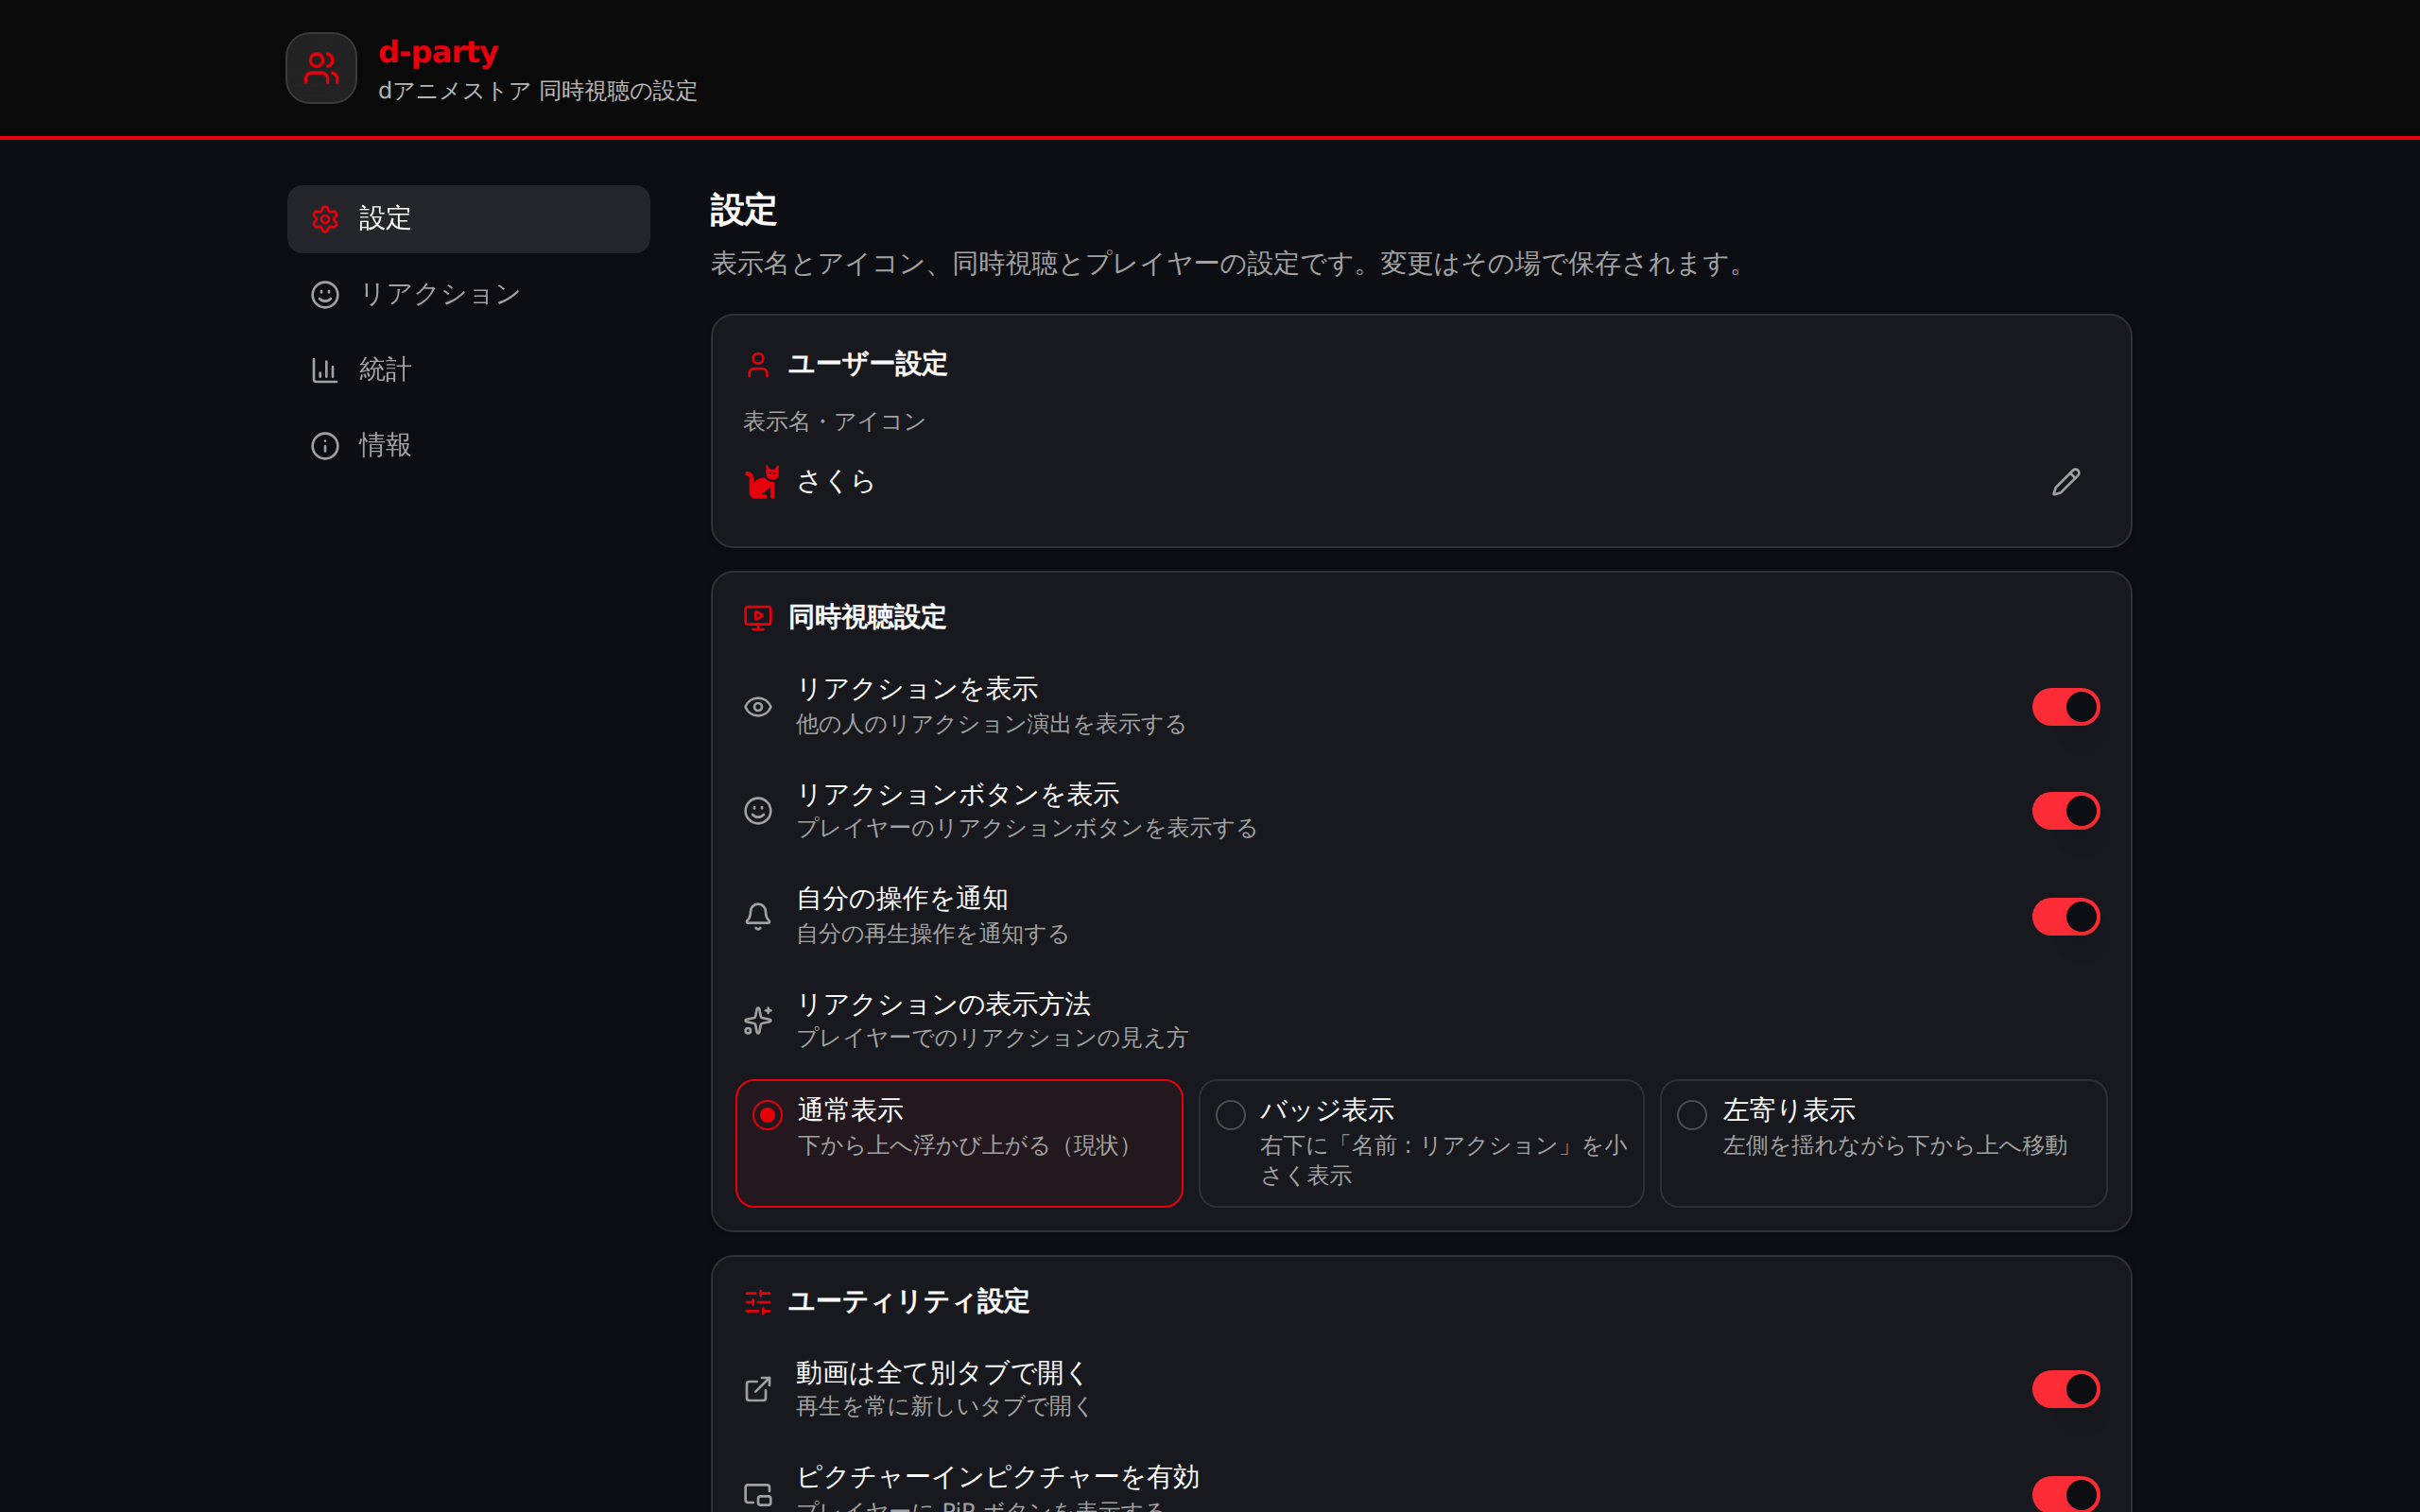 d-party
dアニメストア 同時視聴の設定
設定
リアクション
統計
情報
設定
表示名とアイコン、同時視聴とプレイヤーの設定です。変更はその場で保存されます。
ユーザー設定
表示名・アイコン
さくら
同時視聴設定
リアクションを表示
他の人のリアクション演出を表示する
リアクションボタンを表示
プレイヤーのリアクションボタンを表示する
自分の操作を通知
自分の再生操作を通知する
リアクションの表示方法
プレイヤーでのリアクションの見え方
通常表示
下から上へ浮かび上がる（現状）
バッジ表示
右下に「名前：リアクション」を小
さく表示
左寄り表示
左側を揺れながら下から上へ移動
ユーティリティ設定
動画は全て別タブで開く
再生を常に新しいタブで開く
ピクチャーインピクチャーを有効
プレイヤーに PiP ボタンを表示する